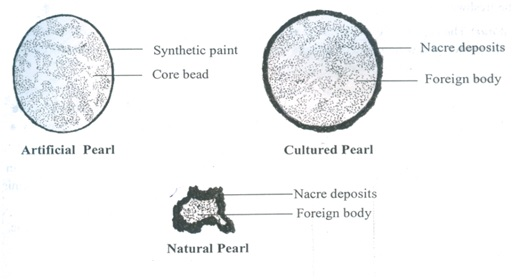 Synthetic paint
Core bead
Artificial Pearl
Nacre deposits
Foreign body
Cultured Pearl
Nacre deposits
Foreign body
Natural Pearl